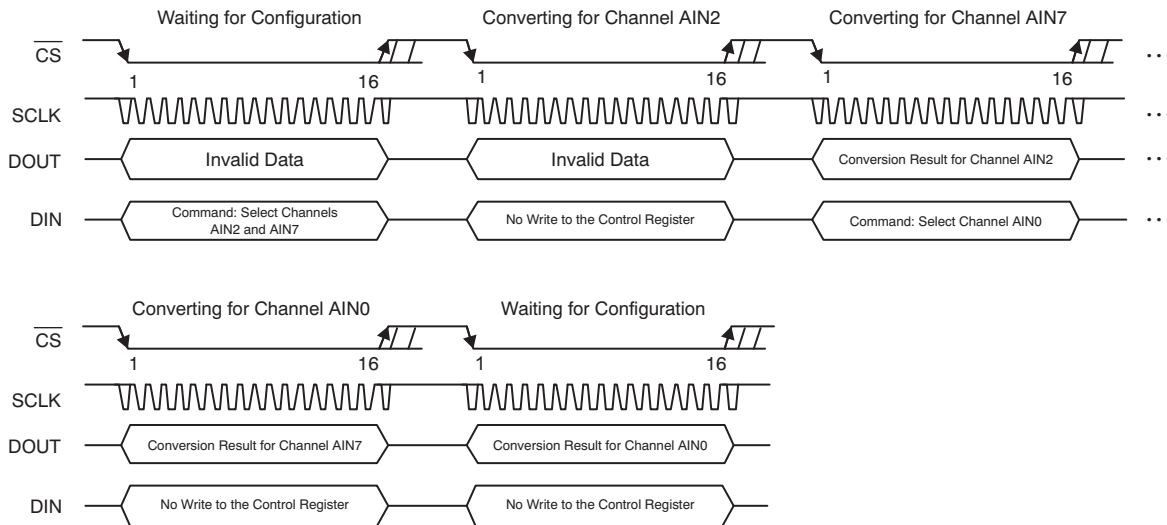 Waiting for Configuration Converting for Channel AIN2 Converting for Channel AIN7
CS
1 16 1 16 1 16 ...
SCLK ...
DOUT Invalid Data Invalid Data Conversion Result for Channel AIN2 ...
DIN Command: Select Channels AIN2 and AIN7 No Write to the Control Register Command: Select Channel AIN0 ...
Converting for Channel AIN0 Waiting for Configuration
CS
1 16 1 16
SCLK
DOUT Conversion Result for Channel AIN7 Conversion Result for Channel AIN0
DIN No Write to the Control Register No Write to the Control Register